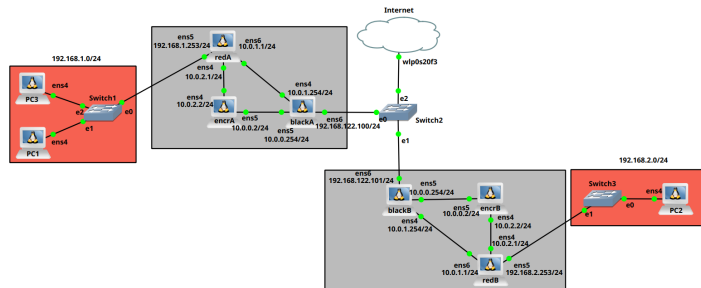 Internet
wlp0s20f3
e2
Switch2
e0
e1
192.168.1.0/24
ens4
PC3
Switch1
e2
e0
e1
ens4
PC1
ens5
192.168.1.253/24
ens6
10.0.1.1/24
redA
ens4
10.0.2.1/24
ens4
10.0.1.254/24
ens4
10.0.2.2/24
encrA
ens5
10.0.0.2/24
blackA
ens5
10.0.0.254/24
ens6
192.168.122.100/24
ens6
192.168.122.101/24
ens5
10.0.0.254/24
blackB
ens4
10.0.1.254/24
encrB
ens5
10.0.0.2/24
ens4
10.0.2.2/24
ens4
10.0.2.1/24
ens6
10.0.1.1/24
redB
ens5
192.168.2.253/24
192.168.2.0/24
Switch3
e1
e0
ens4
PC2